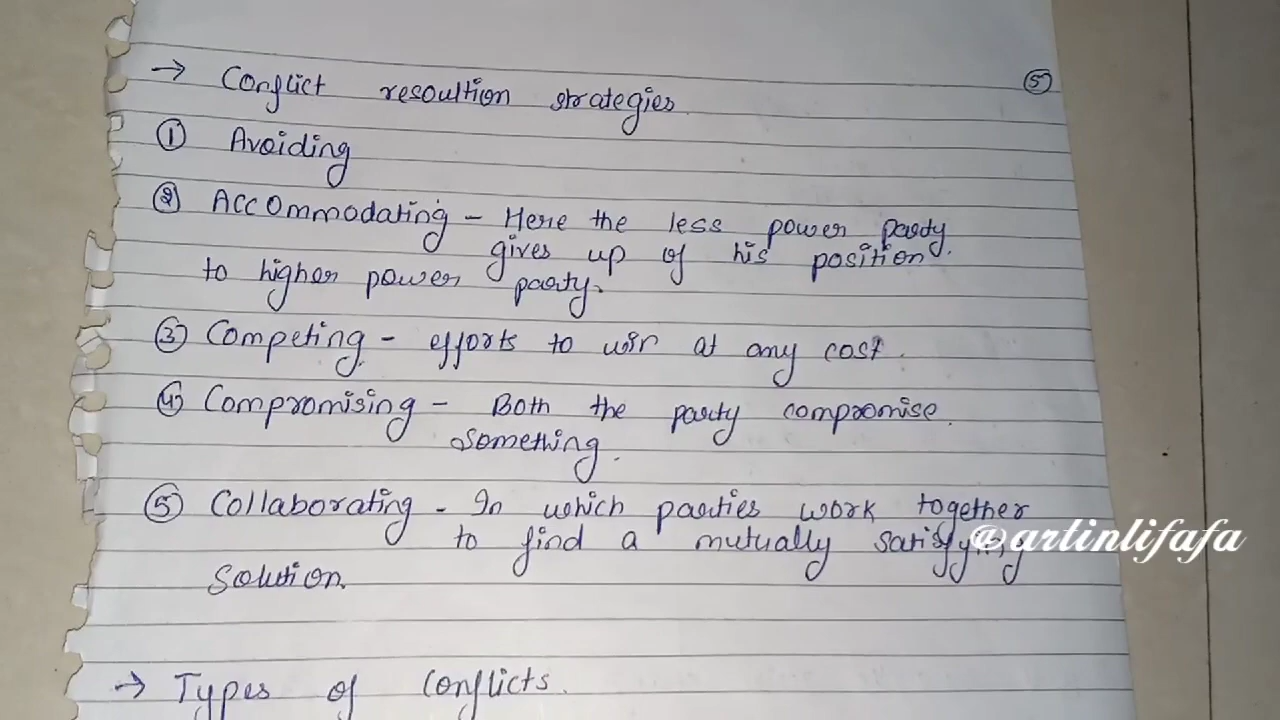 → Conflict resoultion strategies ⑤
① Avoiding
② Accommodating - Here the less power party
gives up of his position.
to higher power party.
③ Competing - efforts to win at any cost.
④ Compromising - Both the party compromise.
something.
⑤ Collaborating - In which parties work together
to find a mutually satisfying @artinlifafa
solution.
→ Types of Conflicts.